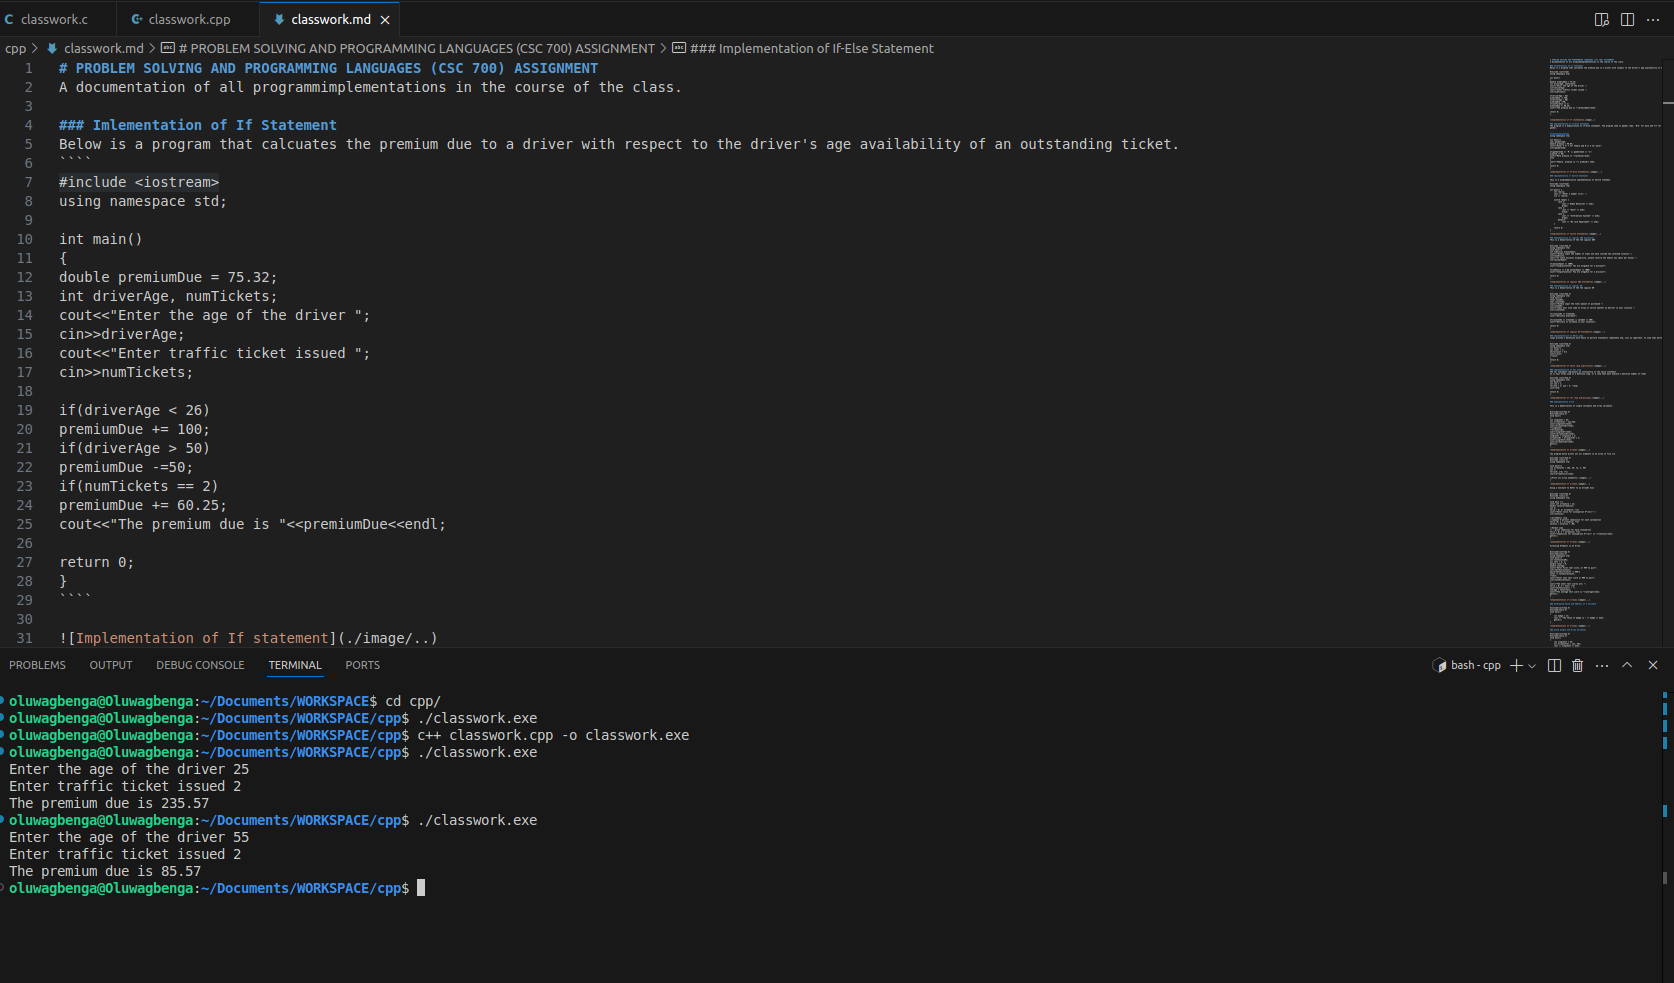 classwork.c classwork.cpp classwork.md
cpp > classwork.md > # PROBLEM SOLVING AND PROGRAMMING LANGUAGES (CSC 700) ASSIGNMENT > ### Implementation of If-Else Statement
1 # PROBLEM SOLVING AND PROGRAMMING LANGUAGES (CSC 700) ASSIGNMENT
2 A documentation of all programmimplementations in the course of the class.
3
4 ### Imlementation of If Statement
5 Below is a program that calcuates the premium due to a driver with respect to the driver's age availability of an outstanding ticket.
6 ````
7 #include <iostream>
8 using namespace std;
9
10 int main()
11 {
12 double premiumDue = 75.32;
13 int driverAge, numTickets;
14 cout<<"Enter the age of the driver ";
15 cin>>driverAge;
16 cout<<"Enter traffic ticket issued ";
17 cin>>numTickets;
18
19 if(driverAge < 26)
20 premiumDue += 100;
21 if(driverAge > 50)
22 premiumDue -=50;
23 if(numTickets == 2)
24 premiumDue += 60.25;
25 cout<<"The premium due is "<<premiumDue<<endl;
26
27 return 0;
28 }
29 ````
30
31 ![Implementation of If statement](./image/..)
PROBLEMS OUTPUT DEBUG CONSOLE TERMINAL PORTS bash - cpp
oluwagbenga@Oluwagbenga:~/Documents/WORKSPACE$ cd cpp/
oluwagbenga@Oluwagbenga:~/Documents/WORKSPACE/cpp$ ./classwork.exe
oluwagbenga@Oluwagbenga:~/Documents/WORKSPACE/cpp$ c++ classwork.cpp -o classwork.exe
oluwagbenga@Oluwagbenga:~/Documents/WORKSPACE/cpp$ ./classwork.exe
Enter the age of the driver 25
Enter traffic ticket issued 2
The premium due is 235.57
oluwagbenga@Oluwagbenga:~/Documents/WORKSPACE/cpp$ ./classwork.exe
Enter the age of the driver 55
Enter traffic ticket issued 2
The premium due is 85.57
oluwagbenga@Oluwagbenga:~/Documents/WORKSPACE/cpp$